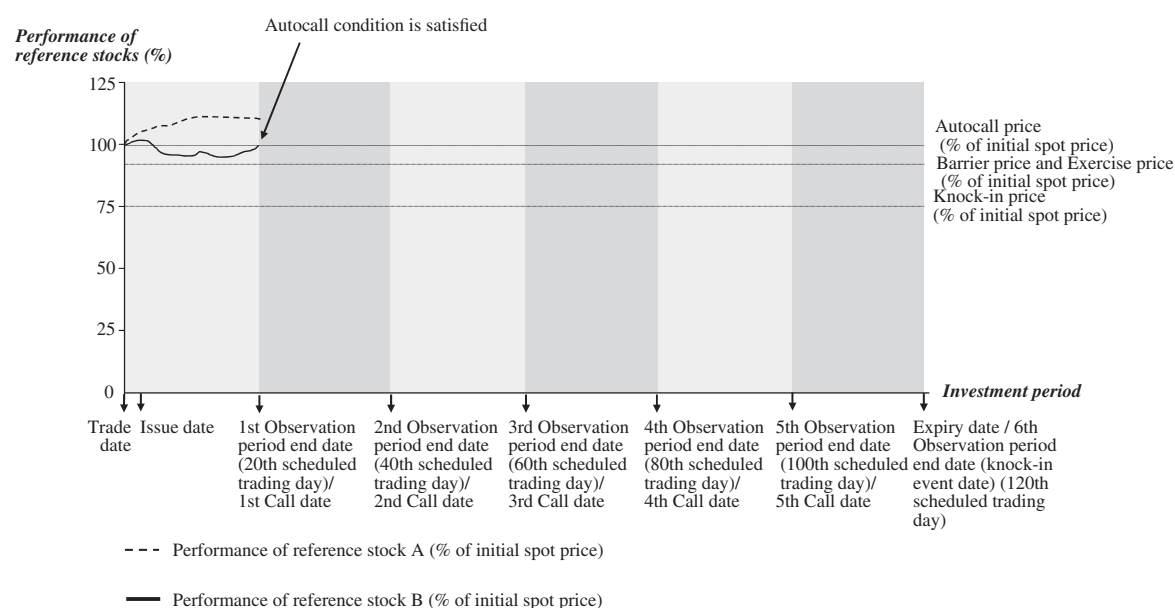 Autocall condition is satisfied
Performance of
reference stocks (%)
125
100
75
50
25
0
Autocall price
(% of initial spot price)
Barrier price and Exercise price
(% of initial spot price)
Knock-in price
(% of initial spot price)
Investment period
Trade
date
Issue date
1st Observation
period end date
(20th scheduled
trading day)/
1st Call date
2nd Observation
period end date
(40th scheduled
trading day)/
2nd Call date
3rd Observation
period end date
(60th scheduled
trading day)/
3rd Call date
4th Observation
period end date
(80th scheduled
trading day)/
4th Call date
5th Observation
period end date
(100th scheduled
trading day)/
5th Call date
Expiry date / 6th
Observation period
end date (knock-in
event date) (120th
scheduled trading
day)
Performance of reference stock A (% of initial spot price)
Performance of reference stock B (% of initial spot price)